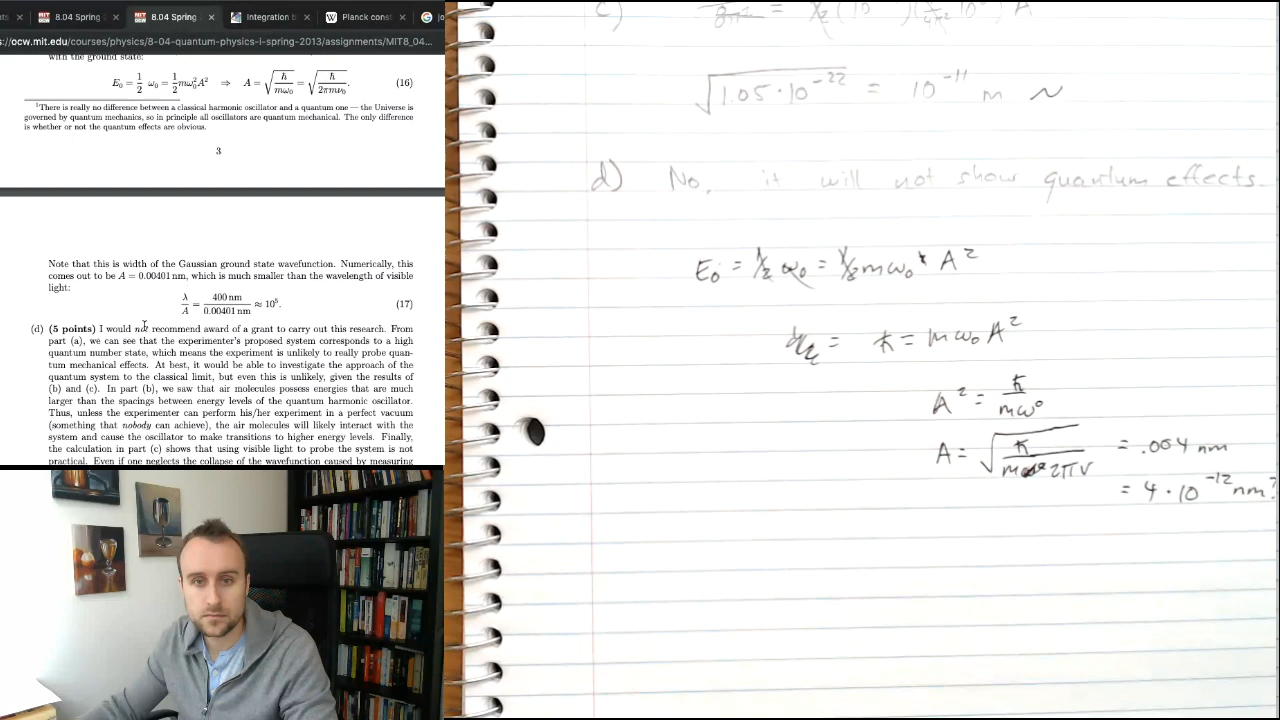 8.04 Spring
8.04 Spr
Integration b
Planck const
ocw.mit.edu/courses/physics/8-04-quantum-physics-i-spring-2013/assignments/MIT8_04...
with the ground state:
E₀ = 1/2 ω₀ = 1/2 mω₀²A² ⇒ A = √(ħ/mω₀) = √(ħ/2πmν₀). (16)
¹There is really no difference between a classical harmonic oscillator and a quantum one — the Universe is
governed by quantum mechanics, so in principle all oscillators are quantum mechanical. The only difference
is whether or not the quantum effects are obvious.
3
Note that this is width of the Gaussian ground state wavefunction. Numerically, this
comes out to be A = 0.00401 nm, which is much smaller than the wavelength of visible
light:
λ/A = 400 nm/0.00401 nm ≈ 10⁵. (17)
(d) (5 points) I would not recommend award of a grant to carry out this research. From
part (a), we can see that the experimenter's proposed system corresponds to a high
quantum number state, which means the experiment is unlikely to really probe quan-
tum mechanical effects. At best, it would be able to investigate the approach of the
quantum system to the classical limit, but even this is unlikely, given the results of
(b) and (c). In part (b), we saw that air molecules possess energies that are much
larger than the spacings between energy levels of the quantum harmonic oscillator.
Thus, unless the experimenter can perform his/her experiment in a perfect vacuum
(something that nobody can achieve), the air molecules will likely interact with the
system and cause the oscillator to make transitions to higher energy levels. Finally,
the calculation in part (c) shows that using visible light to probe the system is not
practical. Even if one neglects the collapse of the wavefunction caused by measuring
c)
√(1.05·10⁻²²) = 10⁻¹¹ m ~
d) No, it will not show quantum effects.
E₀ = 1/2 ω₀ = 1/2 mω₀² A²
ħ = mω₀A²
A² = ħ/mω₀
A = √(ħ/m2πν) = .004 nm
= 4·10⁻¹² nm?